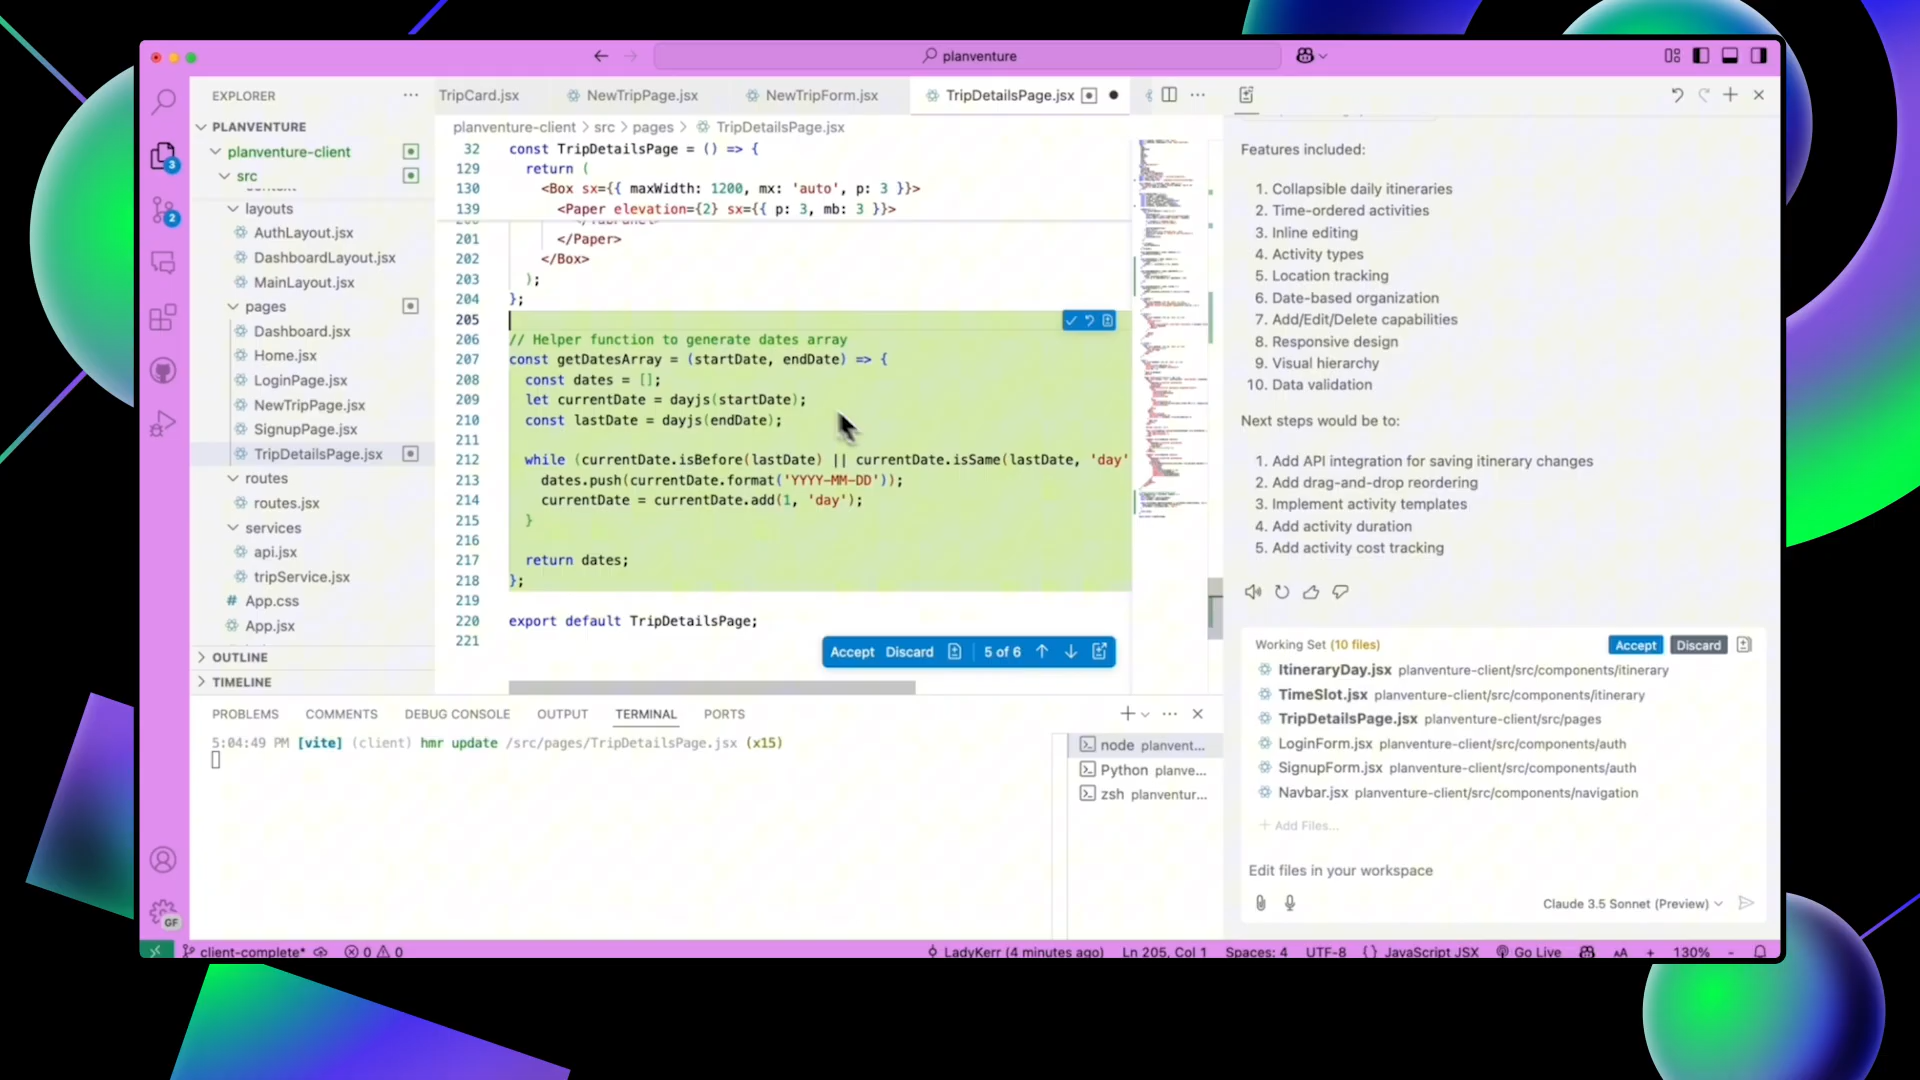 planventure
EXPLORER
PLANVENTURE
planventure-client
src
layouts
AuthLayout.jsx
DashboardLayout.jsx
MainLayout.jsx
pages
Dashboard.jsx
Home.jsx
LoginPage.jsx
NewTripPage.jsx
SignupPage.jsx
TripDetailsPage.jsx
routes
routes.jsx
services
api.jsx
tripService.jsx
# App.css
App.jsx
OUTLINE
TIMELINE
3
2
GF
TripCard.jsx NewTripPage.jsx NewTripForm.jsx TripDetailsPage.jsx
planventure-client > src > pages > TripDetailsPage.jsx
32 const TripDetailsPage = () => {
129 return (
130 <Box sx={{ maxWidth: 1200, mx: 'auto', p: 3 }}>
139 <Paper elevation={2} sx={{ p: 3, mb: 3 }}>
201 </Paper>
202 </Box>
203 );
204 };
205
206 // Helper function to generate dates array
207 const getDatesArray = (startDate, endDate) => {
208 const dates = [];
209 let currentDate = dayjs(startDate);
210 const lastDate = dayjs(endDate);
211
212 while (currentDate.isBefore(lastDate) || currentDate.isSame(lastDate, 'day'
213 dates.push(currentDate.format('YYYY-MM-DD'));
214 currentDate = currentDate.add(1, 'day');
215 }
216
217 return dates;
218 };
219
220 export default TripDetailsPage;
221
Accept Discard 5 of 6
PROBLEMS COMMENTS DEBUG CONSOLE OUTPUT TERMINAL PORTS
5:04:49 PM [vite] (client) hmr update /src/pages/TripDetailsPage.jsx (x15)
node planvent...
Python planve...
zsh planventur...
Features included:
1. Collapsible daily itineraries
2. Time-ordered activities
3. Inline editing
4. Activity types
5. Location tracking
6. Date-based organization
7. Add/Edit/Delete capabilities
8. Responsive design
9. Visual hierarchy
10. Data validation
Next steps would be to:
1. Add API integration for saving itinerary changes
2. Add drag-and-drop reordering
3. Implement activity templates
4. Add activity duration
5. Add activity cost tracking
Working Set (10 files) Accept Discard
ItineraryDay.jsx planventure-client/src/components/itinerary
TimeSlot.jsx planventure-client/src/components/itinerary
TripDetailsPage.jsx planventure-client/src/pages
LoginForm.jsx planventure-client/src/components/auth
SignupForm.jsx planventure-client/src/components/auth
Navbar.jsx planventure-client/src/components/navigation
+ Add Files...
Edit files in your workspace
Claude 3.5 Sonnet (Preview)
client-complete* 0 0 LadyKerr (4 minutes ago) Ln 205, Col 1 Spaces: 4 UTF-8 { } JavaScript JSX Go Live AA + 130% -